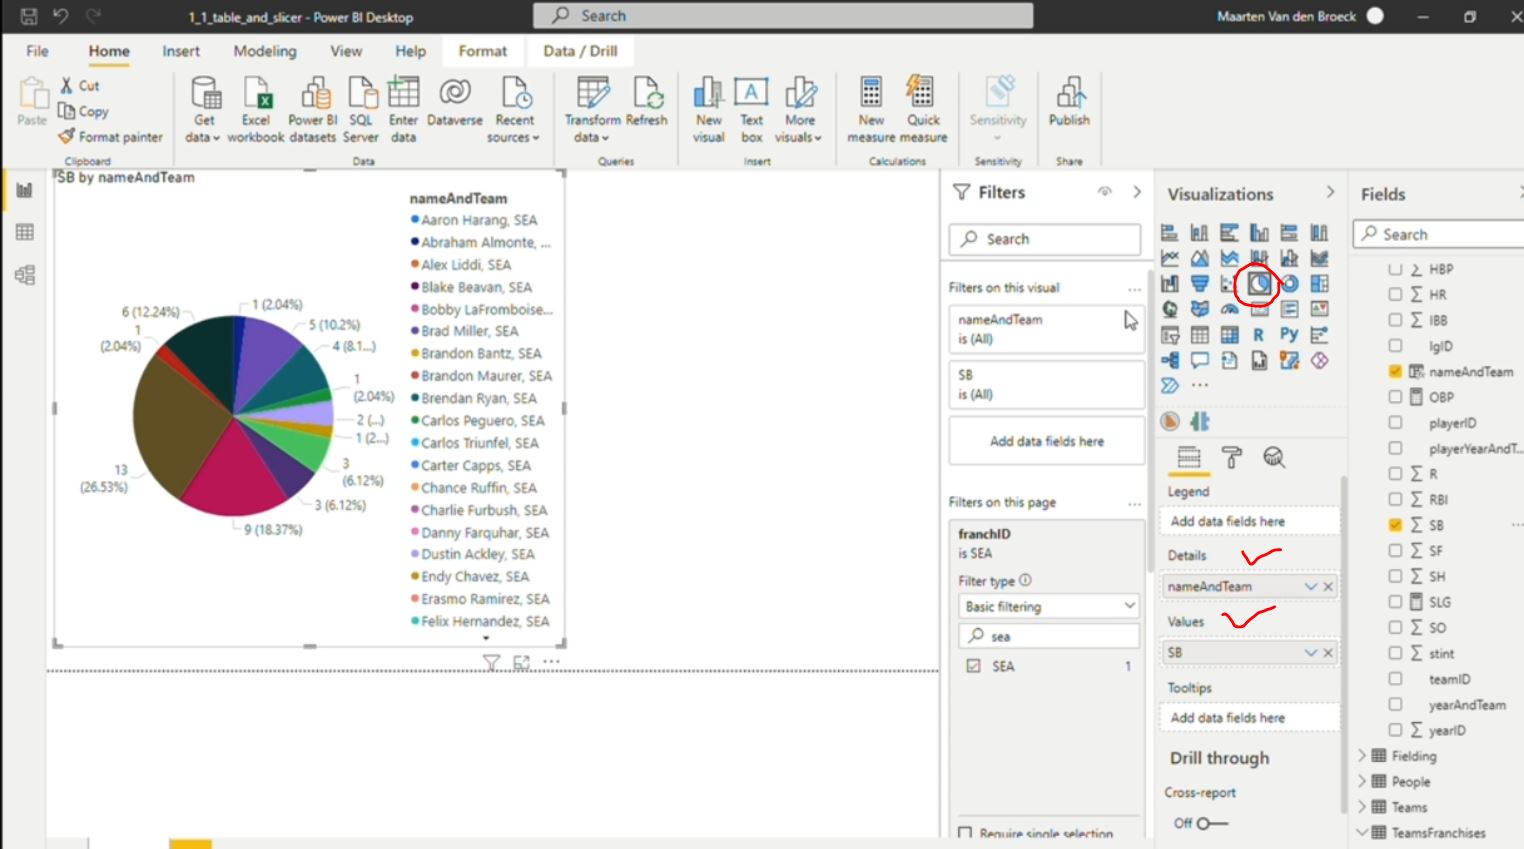 1_1_table_and_slicer - Power BI Desktop
Search
Maarten Van den Broeck
File
Home
Insert
Modeling
View
Help
Format
Data / Drill
Paste
Cut
Copy
Format painter
Clipboard
Get data
Excel workbook
Power BI datasets
SQL Server
Enter data
Dataverse
Recent sources
Data
Transform data
Refresh
Queries
New visual
Text box
More visuals
Insert
New measure
Quick measure
Calculations
Sensitivity
Sensitivity
Publish
Share
SB by nameAndTeam
nameAndTeam
Aaron Harang, SEA
Abraham Almonte, ...
Alex Liddi, SEA
Blake Beavan, SEA
Bobby LaFromboise...
Brad Miller, SEA
Brandon Bantz, SEA
Brandon Maurer, SEA
Brendan Ryan, SEA
Carlos Peguero, SEA
Carlos Triunfel, SEA
Carter Capps, SEA
Chance Ruffin, SEA
Charlie Furbush, SEA
Danny Farquhar, SEA
Dustin Ackley, SEA
Endy Chavez, SEA
Erasmo Ramirez, SEA
Felix Hernandez, SEA
1 (2.04%)
5 (10.2%)
4 (8.1...)
1
(2.04%)
2 (...)
1 (2...)
3
(6.12%)
3 (6.12%)
9 (18.37%)
13
(26.53%)
1
(2.04%)
6 (12.24%)
Filters
Search
Filters on this visual
...
nameAndTeam
is (All)
SB
is (All)
Add data fields here
Filters on this page
...
franchID
is SEA
Filter type
Basic filtering
sea
SEA 1
Require single selection
Visualizations
R
Py
...
Legend
Add data fields here
Details
nameAndTeam
Values
SB
Tooltips
Add data fields here
Drill through
Cross-report
Off
Fields
Search
HBP
HR
IBB
lgID
nameAndTeam
OBP
playerID
playerYearAndT...
R
RBI
SB
...
SF
SH
SLG
SO
stint
teamID
yearAndTeam
yearID
Fielding
People
Teams
TeamsFranchises